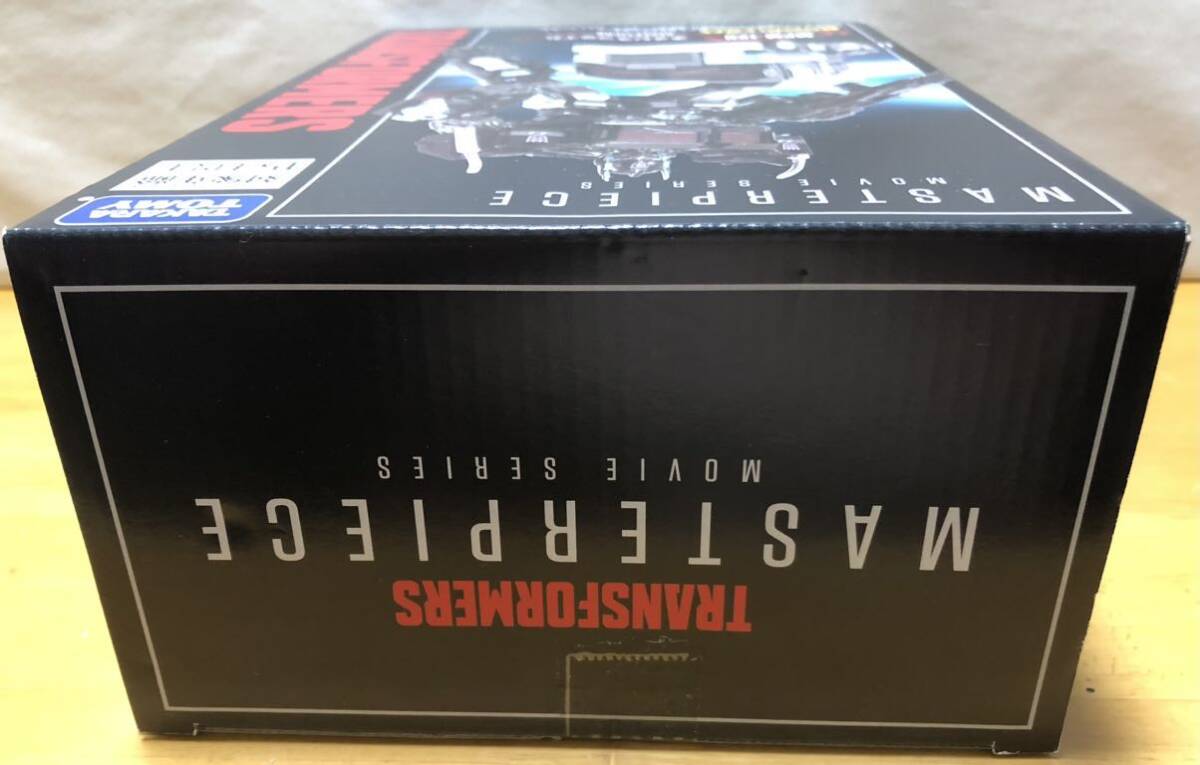 TRANSFORMERS
MASTERPIECE
MOVIE SERIES
TRANSFORMERS
MASTERPIECE
MOVIE SERIES
TAKARA
TOMY